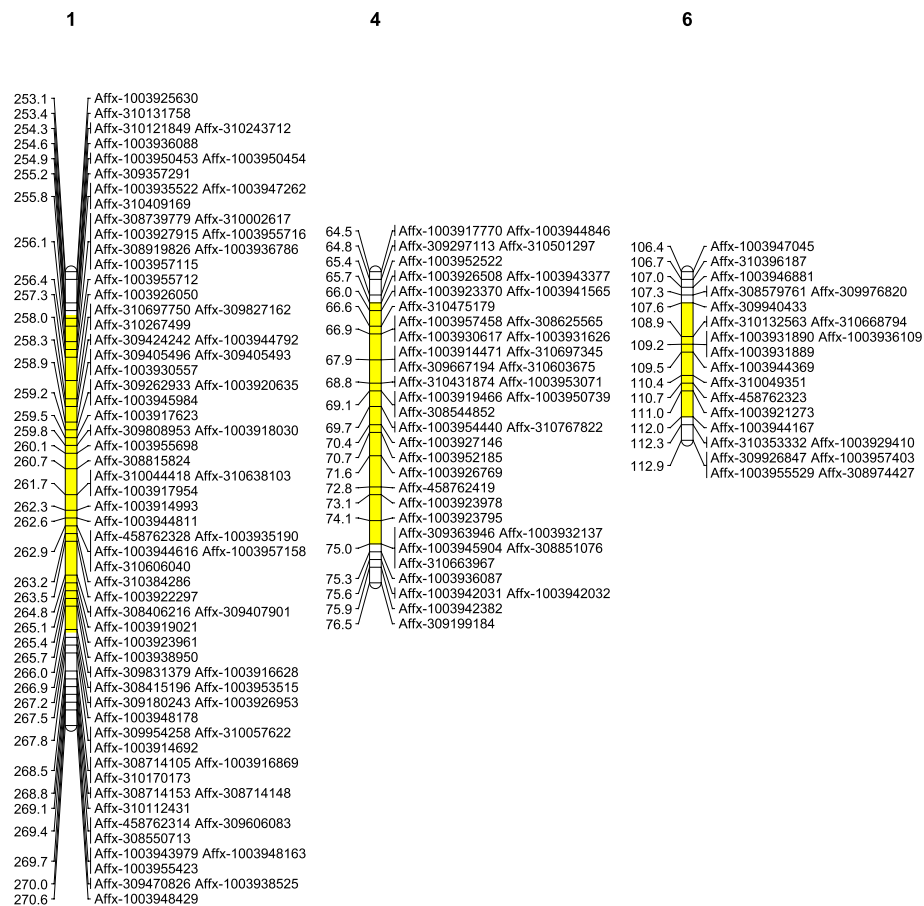 1
253.1 Affx-1003925630
253.4 Affx-310131758
254.3 Affx-310121849 Affx-310243712
254.6 Affx-1003936088
254.9 Affx-1003950453 Affx-1003950454
255.2 Affx-309357291
255.8 Affx-1003935522 Affx-1003947262
Affx-310409169
256.1 Affx-308739779 Affx-310002617
Affx-1003927915 Affx-1003955716
Affx-308919826 Affx-1003936786
Affx-1003957115
256.4 Affx-1003955712
257.3 Affx-1003926050
258.0 Affx-310697750 Affx-309827162
Affx-310267499
258.3 Affx-309424242 Affx-1003944792
258.9 Affx-309405496 Affx-309405493
Affx-1003930557
259.2 Affx-309262933 Affx-1003920635
Affx-1003945984
259.5 Affx-1003917623
259.8 Affx-309808953 Affx-1003918030
260.1 Affx-1003955698
260.7 Affx-308815824
261.7 Affx-310044418 Affx-310638103
Affx-1003917954
262.3 Affx-1003914993
262.6 Affx-1003944811
262.9 Affx-458762328 Affx-1003935190
Affx-1003944616 Affx-1003957158
Affx-310606040
263.2 Affx-310384286
263.5 Affx-1003922297
264.8 Affx-308406216 Affx-309407901
265.1 Affx-1003919021
265.4 Affx-1003923961
265.7 Affx-1003938950
266.0 Affx-309831379 Affx-1003916628
266.9 Affx-308415196 Affx-1003953515
267.2 Affx-309180243 Affx-1003926953
267.5 Affx-1003948178
267.8 Affx-309954258 Affx-310057622
Affx-1003914692
268.5 Affx-308714105 Affx-1003916869
Affx-310170173
268.8 Affx-308714153 Affx-308714148
269.1 Affx-310112431
269.4 Affx-458762314 Affx-309606083
Affx-308550713
269.7 Affx-1003943979 Affx-1003948163
Affx-1003955423
270.0 Affx-309470826 Affx-1003938525
270.6 Affx-1003948429
4
64.5 Affx-1003917770 Affx-1003944846
64.8 Affx-309297113 Affx-310501297
65.4 Affx-1003952522
65.7 Affx-1003926508 Affx-1003943377
66.0 Affx-1003923370 Affx-1003941565
66.6 Affx-310475179
66.9 Affx-1003957458 Affx-308625565
Affx-1003930617 Affx-1003931626
67.9 Affx-1003914471 Affx-310697345
Affx-309667194 Affx-310603675
68.8 Affx-310431874 Affx-1003953071
69.1 Affx-1003919466 Affx-1003950739
Affx-308544852
69.7 Affx-1003954440 Affx-310767822
70.4 Affx-1003927146
70.7 Affx-1003952185
71.6 Affx-1003926769
72.8 Affx-458762419
73.1 Affx-1003923978
74.1 Affx-1003923795
75.0 Affx-309363946 Affx-1003932137
Affx-1003945904 Affx-308851076
Affx-310663967
75.3 Affx-1003936087
75.6 Affx-1003942031 Affx-1003942032
75.9 Affx-1003942382
76.5 Affx-309199184
6
106.4 Affx-1003947045
106.7 Affx-310396187
107.0 Affx-1003946881
107.3 Affx-308579761 Affx-309976820
107.6 Affx-309940433
108.9 Affx-310132563 Affx-310668794
109.2 Affx-1003931890 Affx-1003936109
Affx-1003931889
109.5 Affx-1003944369
110.4 Affx-310049351
110.7 Affx-458762323
111.0 Affx-1003921273
112.0 Affx-1003944167
112.3 Affx-310353332 Affx-1003929410
112.9 Affx-309926847 Affx-1003957403
Affx-1003955529 Affx-308974427